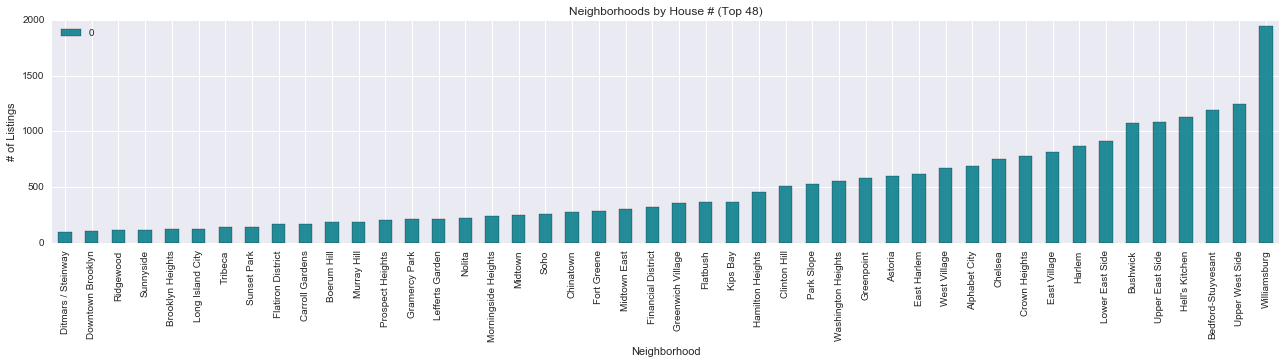 Neighborhoods by House # (Top 48)
0
# of Listings
2000
1500
1000
500
0
Ditmars / Steinway
Downtown Brooklyn
Ridgewood
Sunnyside
Brooklyn Heights
Long Island City
Tribeca
Sunset Park
Flatiron District
Carroll Gardens
Boerum Hill
Murray Hill
Prospect Heights
Gramercy Park
Lefferts Garden
Nolita
Morningside Heights
Midtown
Soho
Chinatown
Fort Greene
Midtown East
Financial District
Greenwich Village
Flatbush
Kips Bay
Hamilton Heights
Clinton Hill
Park Slope
Washington Heights
Greenpoint
Astoria
East Harlem
West Village
Alphabet City
Chelsea
Crown Heights
East Village
Harlem
Lower East Side
Bushwick
Upper East Side
Hell's Kitchen
Bedford-Stuyvesant
Upper West Side
Williamsburg
Neighborhood